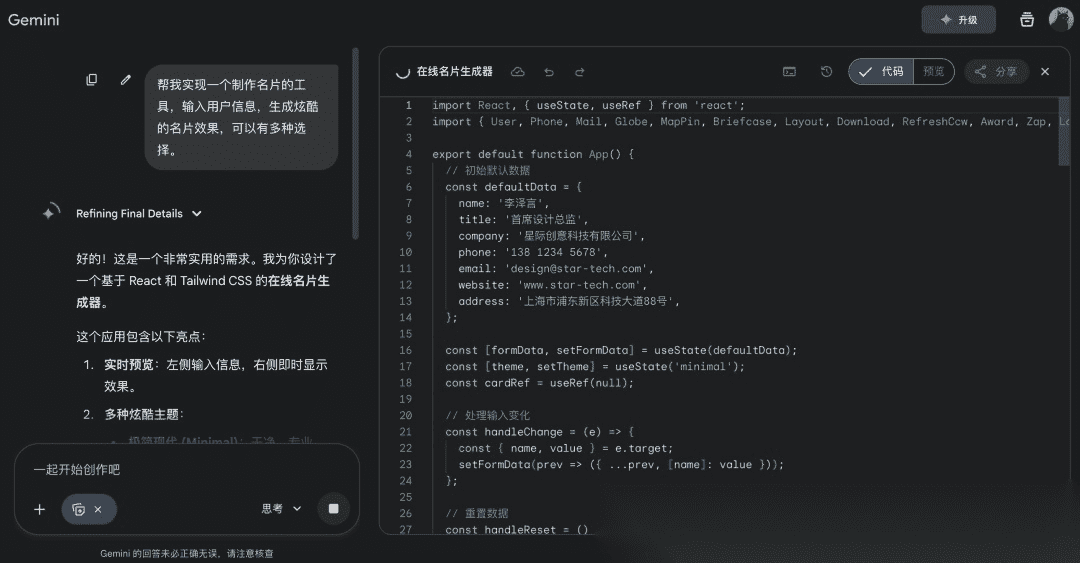 Gemini
升级
帮我实现一个制作名片的工
具，输入用户信息，生成炫酷
的名片效果，可以有多种选
择。
Refining Final Details
好的！这是一个非常实用的需求。我为你设计了
一个基于 React 和 Tailwind CSS 的在线名片生
成器。
这个应用包含以下亮点：
1. 实时预览：左侧输入信息，右侧即时显示
效果。
2. 多种炫酷主题：
极简现代 (Minimal)：干净、专业
一起开始创作吧
思考
Gemini 的回答未必正确无误，请注意核查
在线名片生成器
代码
预览
分享
1 import React, { useState, useRef } from 'react';
2 import { User, Phone, Mail, Globe, MapPin, Briefcase, Layout, Download, RefreshCcw, Award, Zap,
3
4 export default function App() {
5 // 初始默认数据
6 const defaultData = {
7 name: '李泽言',
8 title: '首席设计总监',
9 company: '星际创意科技有限公司',
10 phone: '138 1234 5678',
11 email: 'design@star-tech.com',
12 website: 'www.star-tech.com',
13 address: '上海市浦东新区科技大道88号',
14 };
15
16 const [formData, setFormData] = useState(defaultData);
17 const [theme, setTheme] = useState('minimal');
18 const cardRef = useRef(null);
19
20 // 处理输入变化
21 const handleChange = (e) => {
22 const { name, value } = e.target;
23 setFormData(prev => ({ ...prev, [name]: value }));
24 };
25
26 // 重置数据
27 const handleReset = ()